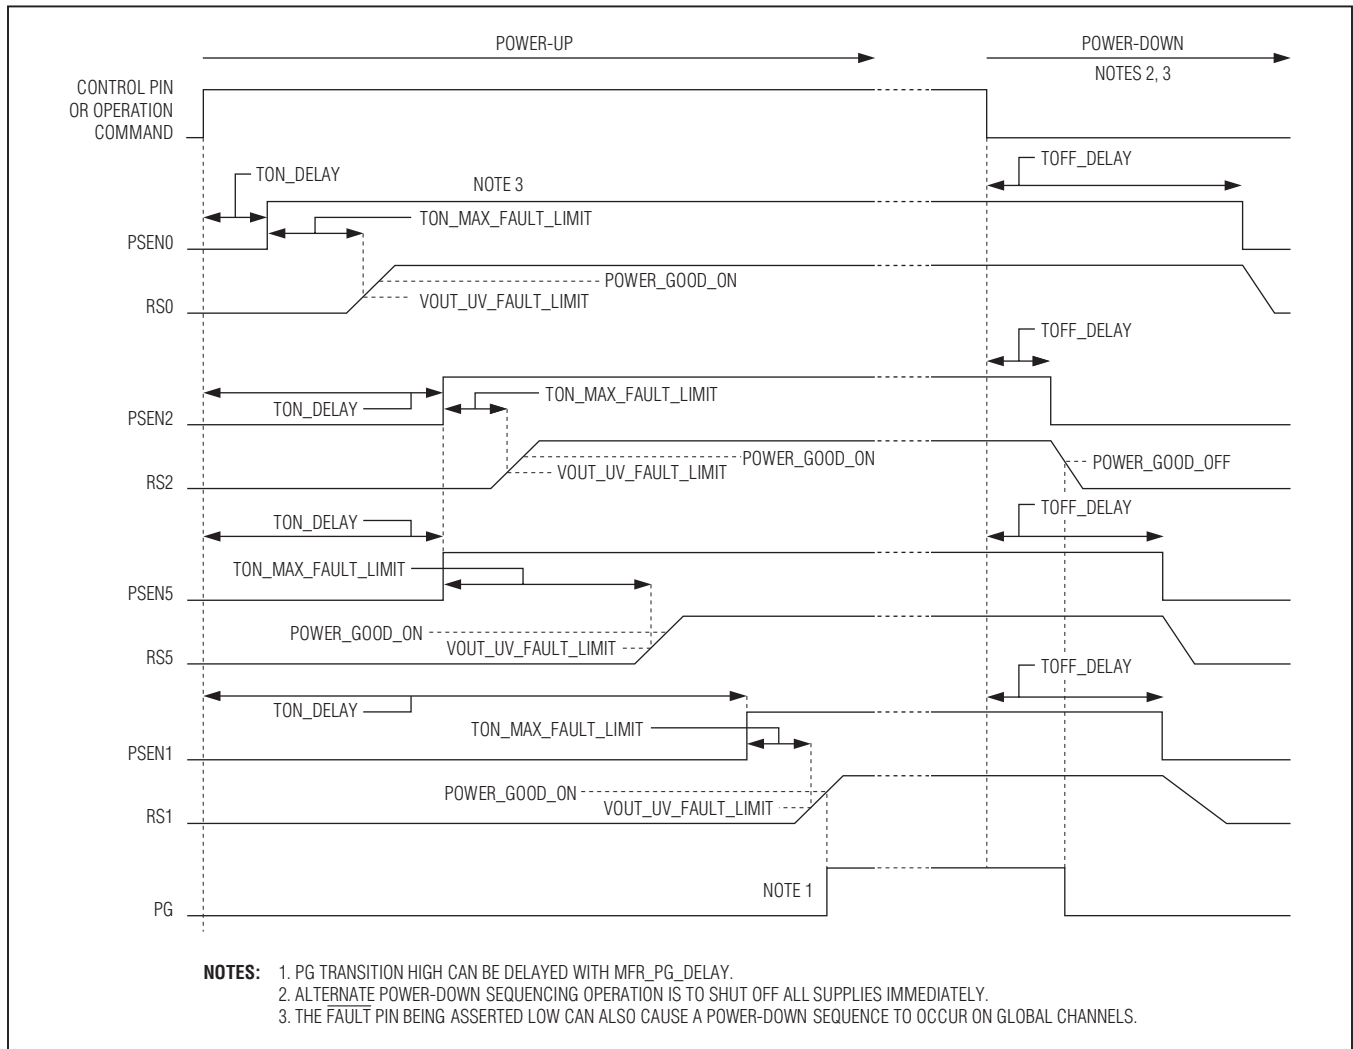 POWER-UP
POWER-DOWN
NOTES 2, 3
CONTROL PIN
OR OPERATION
COMMAND
TON_DELAY
NOTE 3
TOFF_DELAY
TON_MAX_FAULT_LIMIT
PSEN0
POWER_GOOD_ON
VOUT_UV_FAULT_LIMIT
RS0
TOFF_DELAY
TON_MAX_FAULT_LIMIT
TON_DELAY
PSEN2
POWER_GOOD_ON
POWER_GOOD_OFF
VOUT_UV_FAULT_LIMIT
RS2
TOFF_DELAY
TON_DELAY
TON_MAX_FAULT_LIMIT
PSEN5
POWER_GOOD_ON
VOUT_UV_FAULT_LIMIT
RS5
TOFF_DELAY
TON_DELAY
TON_MAX_FAULT_LIMIT
PSEN1
POWER_GOOD_ON
VOUT_UV_FAULT_LIMIT
RS1
NOTE 1
PG
NOTES: 1. PG TRANSITION HIGH CAN BE DELAYED WITH MFR_PG_DELAY.
2. ALTERNATE POWER-DOWN SEQUENCING OPERATION IS TO SHUT OFF ALL SUPPLIES IMMEDIATELY.
3. THE FAULT PIN BEING ASSERTED LOW CAN ALSO CAUSE A POWER-DOWN SEQUENCE TO OCCUR ON GLOBAL CHANNELS.